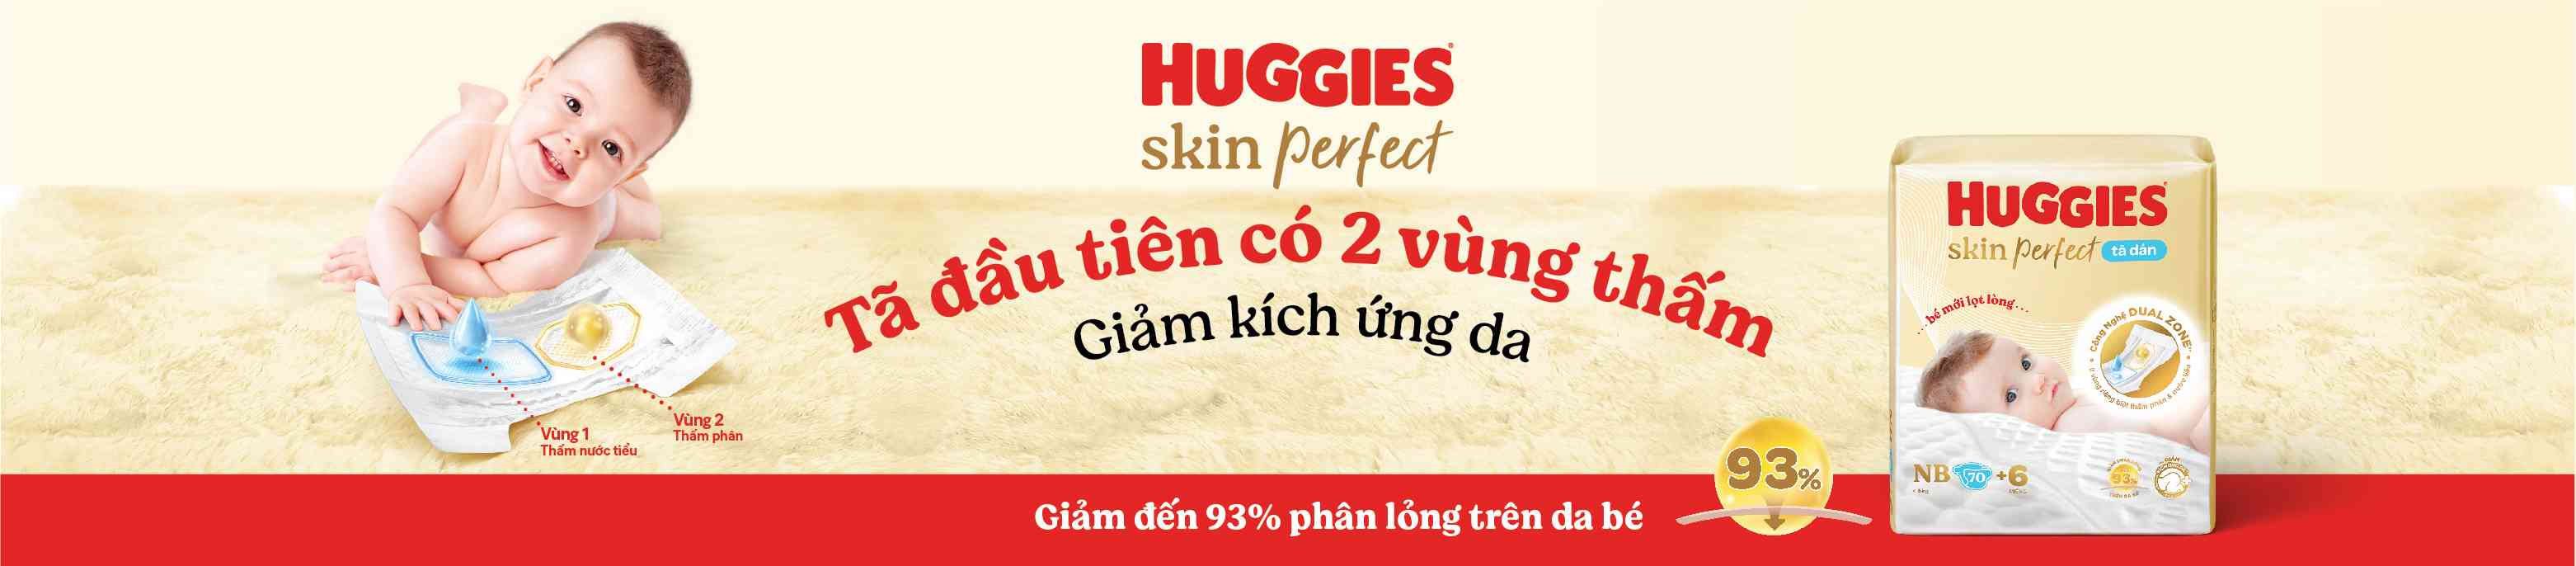 HUGGIES
skin perfect
Tã đầu tiên có 2 vùng thấm
Giảm kích ứng da
Vùng 1
Thấm nước tiểu
Vùng 2
Thấm phân
Giảm đến 93% phân lỏng trên da bé
93%
HUGGIES
skin perfect tã dán
...bé mới lọt lòng...
Công Nghệ DUAL ZONE
NB 70 +6
93%